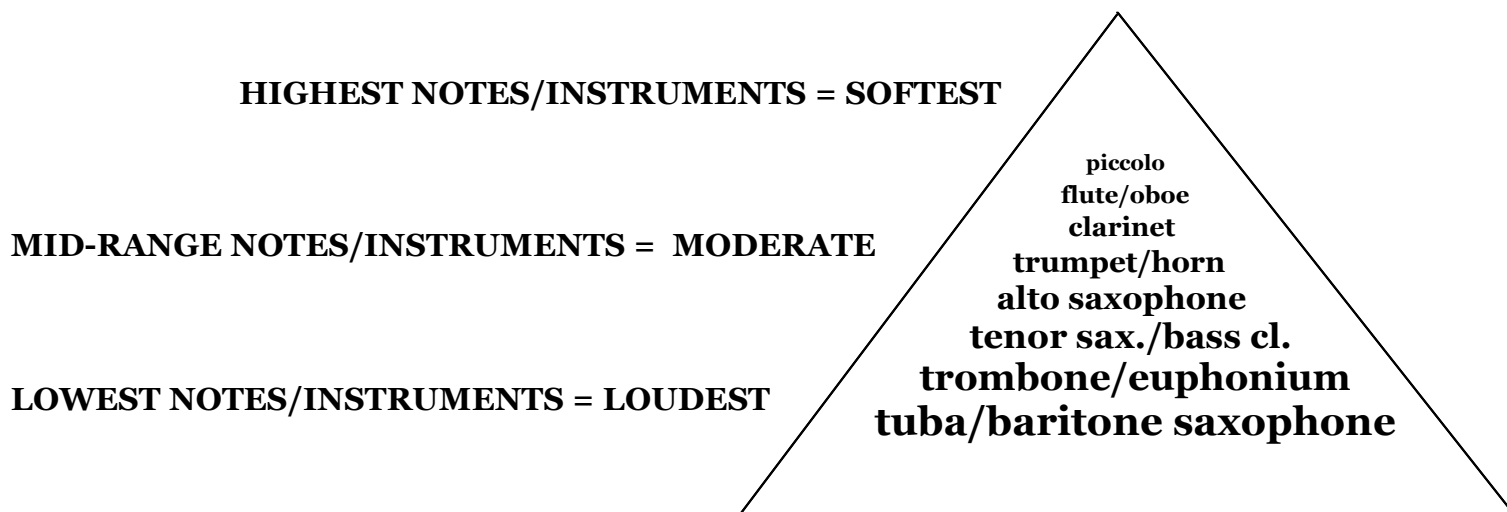 HIGHEST NOTES/INSTRUMENTS = SOFTEST
piccolo
flute/oboe
clarinet
MID-RANGE NOTES/INSTRUMENTS = MODERATE
trumpet/horn
alto saxophone
tenor sax./bass cl.
trombone/euphonium
LOWEST NOTES/INSTRUMENTS = LOUDEST
tuba/baritone saxophone